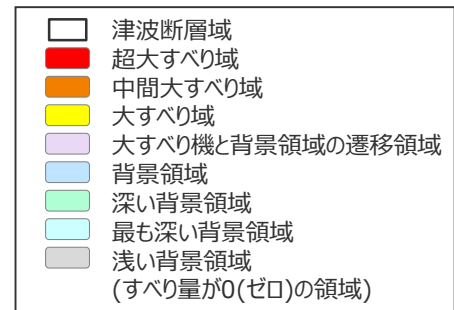 津波断層域
超大すべり域
中間大すべり域
大すべり域
大すべり機と背景領域の遷移領域
背景領域
深い背景領域
最も深い背景領域
浅い背景領域
(すべり量が0(ゼロ)の領域)